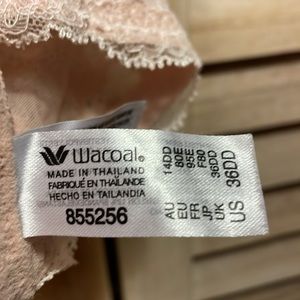 Wacoal®
MADE IN THAILAND
FABRIQUÉ EN THAÏLANDE
HECHO EN TAILANDIA
855256
14DD AU
80E EU
95E FR
F80 JP
36DD UK
36DD US